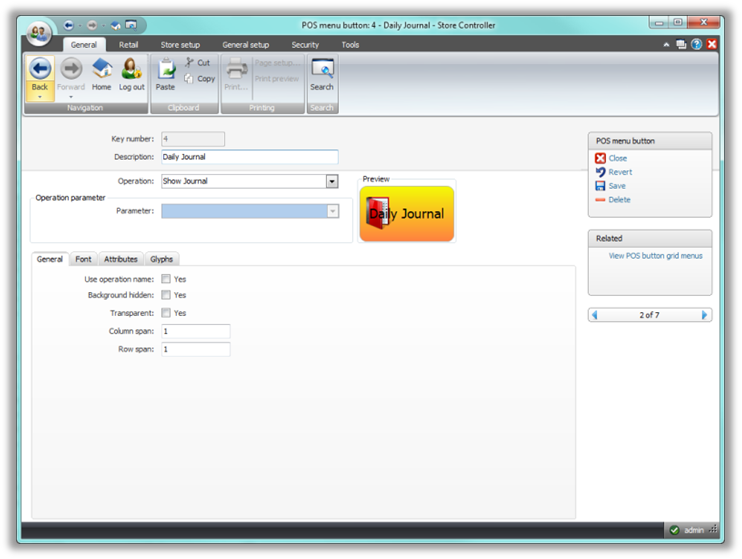 POS menu button: 4 - Daily Journal - Store Controller
General Retail Store setup General setup Security Tools
Back Forward Home Log out Paste Cut Copy Print... Page setup... Print preview Search
Navigation Clipboard Printing Search
Key number: 4
Description: Daily Journal
Operation: Show Journal
Operation parameter
Parameter:
Preview
Daily Journal
POS menu button
Close
Revert
Save
Delete
Related
View POS button grid menus
2 of 7
General Font Attributes Glyphs
Use operation name: Yes
Background hidden: Yes
Transparent: Yes
Column span: 1
Row span: 1
admin